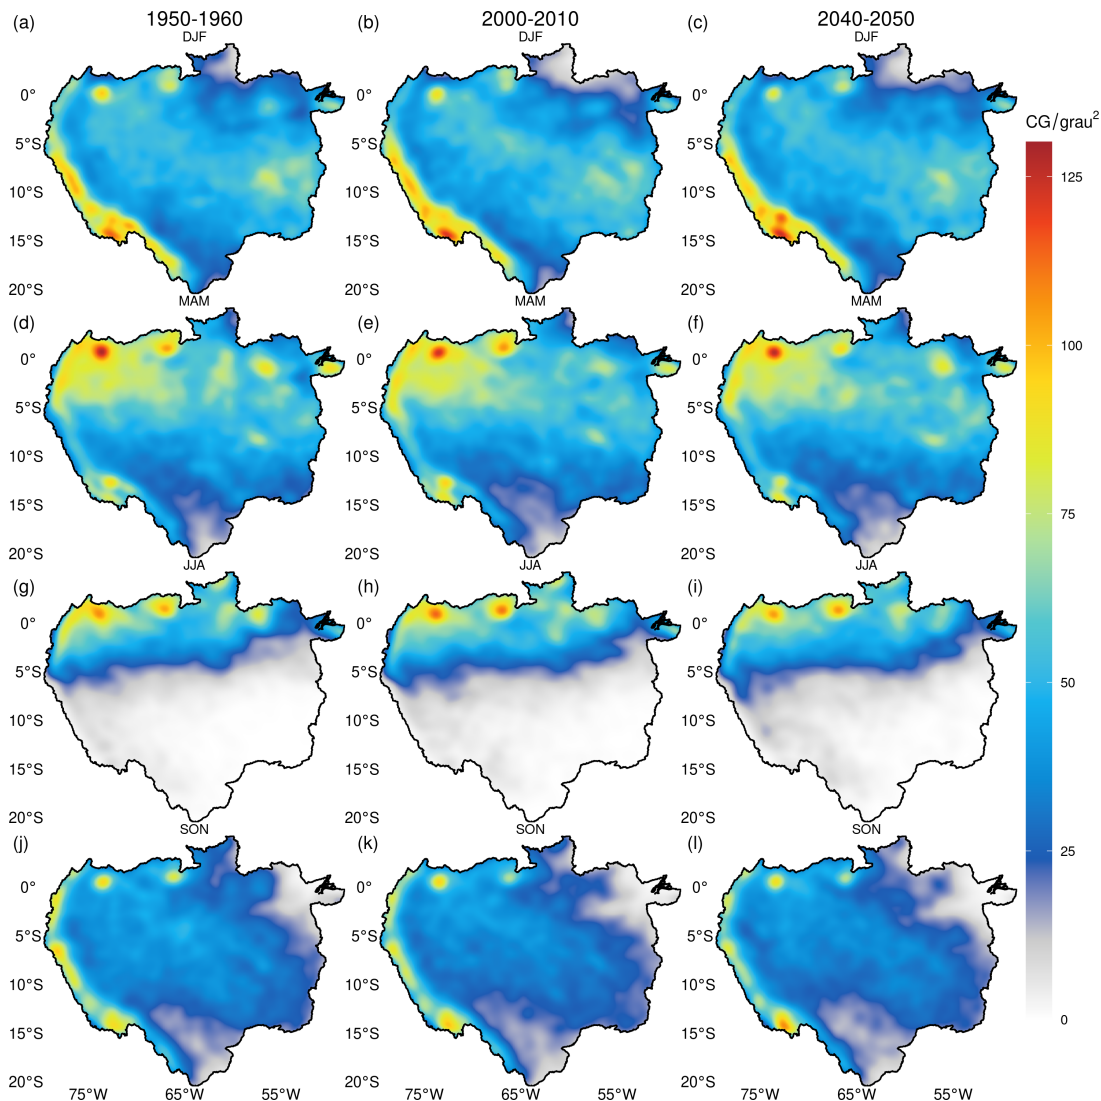 1950-1960 2000-2010 2040-2050
(a) DJF (b) DJF (c) DJF
0°
5°S
10°S
15°S
20°S
0°
5°S
10°S
15°S
20°S
0°
5°S
10°S
15°S
20°S
CG/grau²
125
100
75
50
25
0
(d) MAM (e) MAM (f) MAM
0°
5°S
10°S
15°S
20°S
0°
5°S
10°S
15°S
20°S
0°
5°S
10°S
15°S
20°S
(g) JJA (h) JJA (i) JJA
0°
5°S
10°S
15°S
20°S
0°
5°S
10°S
15°S
20°S
0°
5°S
10°S
15°S
20°S
(j) SON (k) SON (l) SON
0°
5°S
10°S
15°S
20°S
0°
5°S
10°S
15°S
20°S
0°
5°S
10°S
15°S
20°S
75°W 65°W 55°W 75°W 65°W 55°W 75°W 65°W 55°W